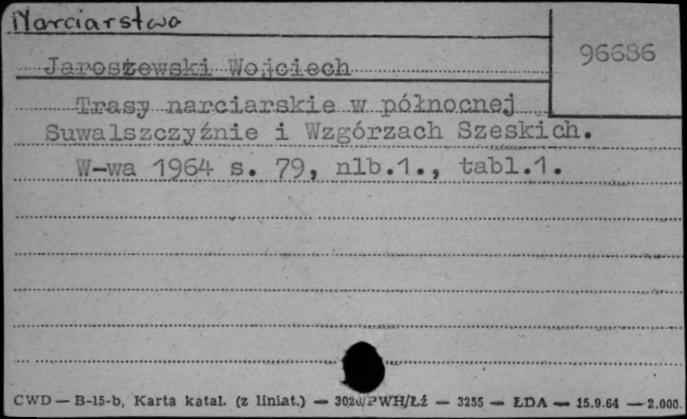 Narciarstwo
96686
Jaroszewski Wojciech
Trasy narciarskie w północnej
Suwalszczyźnie i Wzgórzach Szeskich.
W-wa 1964 s. 79, nlb.1., tabl.1.
CWD — B-15-b, Karta katal. (z liniat.) — 3020/PWH/Łź — 3255 — ŁDA — 15.9.64 — 2.000.